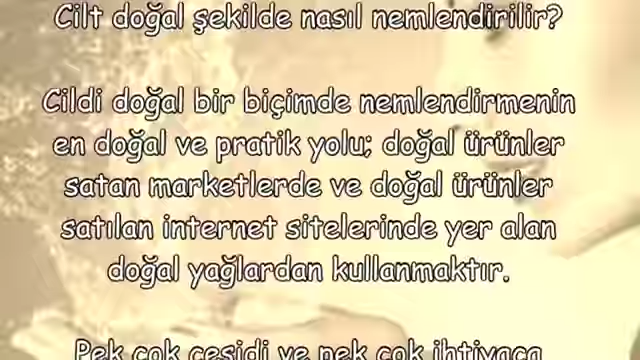 Cilt doğal şekilde nasıl nemlendirilir?
Cildi doğal bir biçimde nemlendirmenin
en doğal ve pratik yolu; doğal ürünler
satan marketlerde ve doğal ürünler
satılan internet sitelerinde yer alan
doğal yağlardan kullanmaktır.
Pek çok çeşidi ve pek çok ihtiyaca